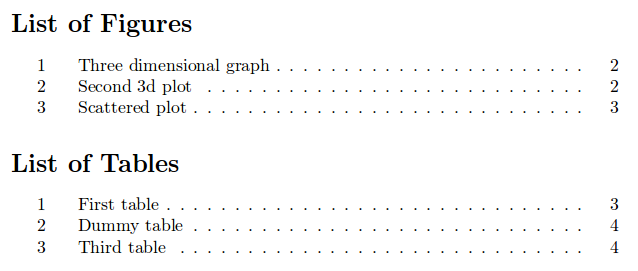 List of Figures
1 Three dimensional graph . . . . . . . . . . . . . . . . . . . . . . . 2
2 Second 3d plot . . . . . . . . . . . . . . . . . . . . . . . . . . . . 2
3 Scattered plot . . . . . . . . . . . . . . . . . . . . . . . . . . . . . 3
List of Tables
1 First table . . . . . . . . . . . . . . . . . . . . . . . . . . . . . . . 3
2 Dummy table . . . . . . . . . . . . . . . . . . . . . . . . . . . . . 4
3 Third table . . . . . . . . . . . . . . . . . . . . . . . . . . . . . . 4